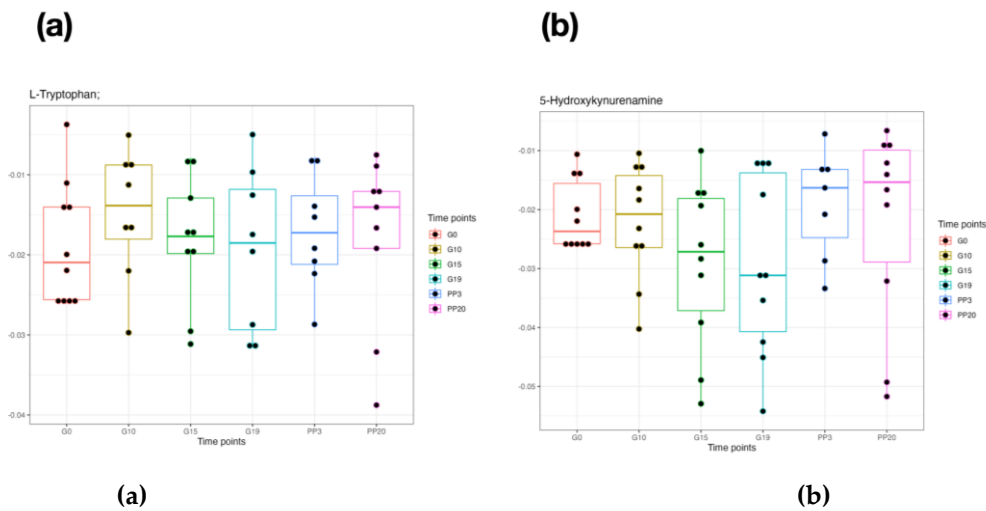 (a)
(b)
L-Tryptophan;
-0.01
-0.02
-0.03
-0.04
G0
G10
G15
G19
PP3
PP20
Time points
Time points
G0
G10
G15
G19
PP3
PP20
5-Hydroxykynurenamine
-0.01
-0.02
-0.03
-0.04
-0.05
G0
G10
G15
G19
PP3
PP20
Time points
Time points
G0
G10
G15
G19
PP3
PP20
(a)
(b)